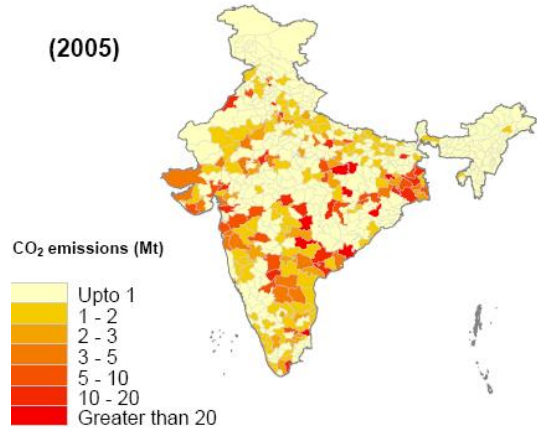 (2005)
CO₂ emissions (Mt)
Upto 1
1 - 2
2 - 3
3 - 5
5 - 10
10 - 20
Greater than 20